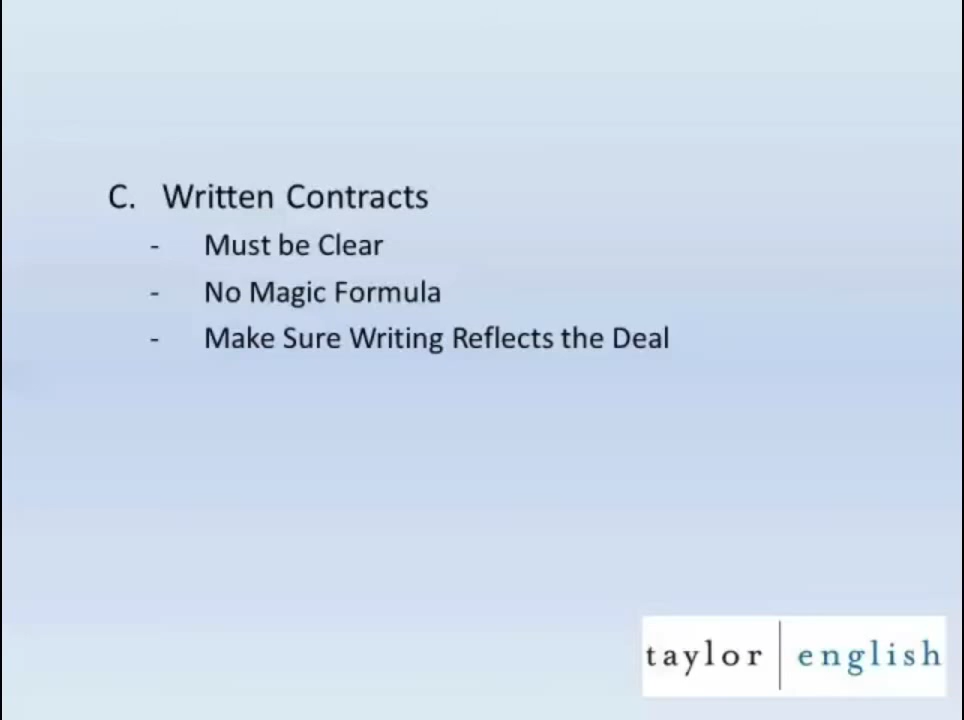 C. Written Contracts
- Must be Clear
- No Magic Formula
- Make Sure Writing Reflects the Deal
taylor | english